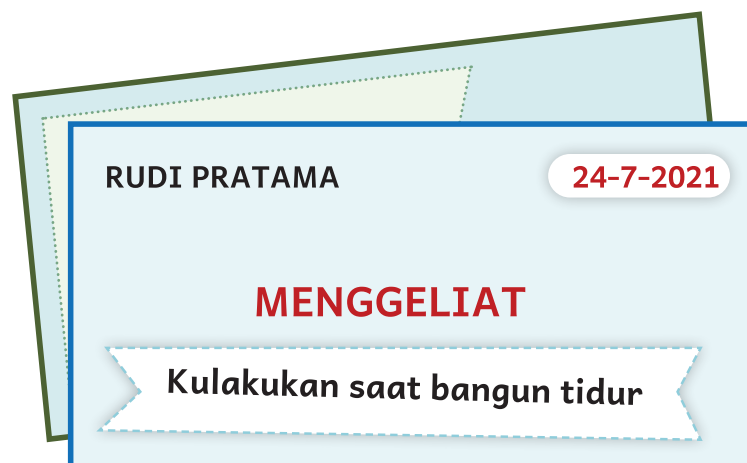 RUDI PRATAMA
24-7-2021
MENGGELIAT
Kulakukan saat bangun tidur